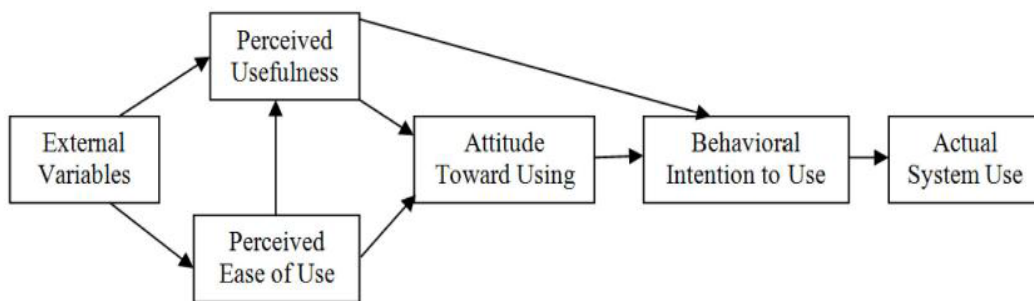 Perceived
Usefulness
External
Variables
Attitude
Toward Using
Behavioral
Intention to Use
Actual
System Use
Perceived
Ease of Use